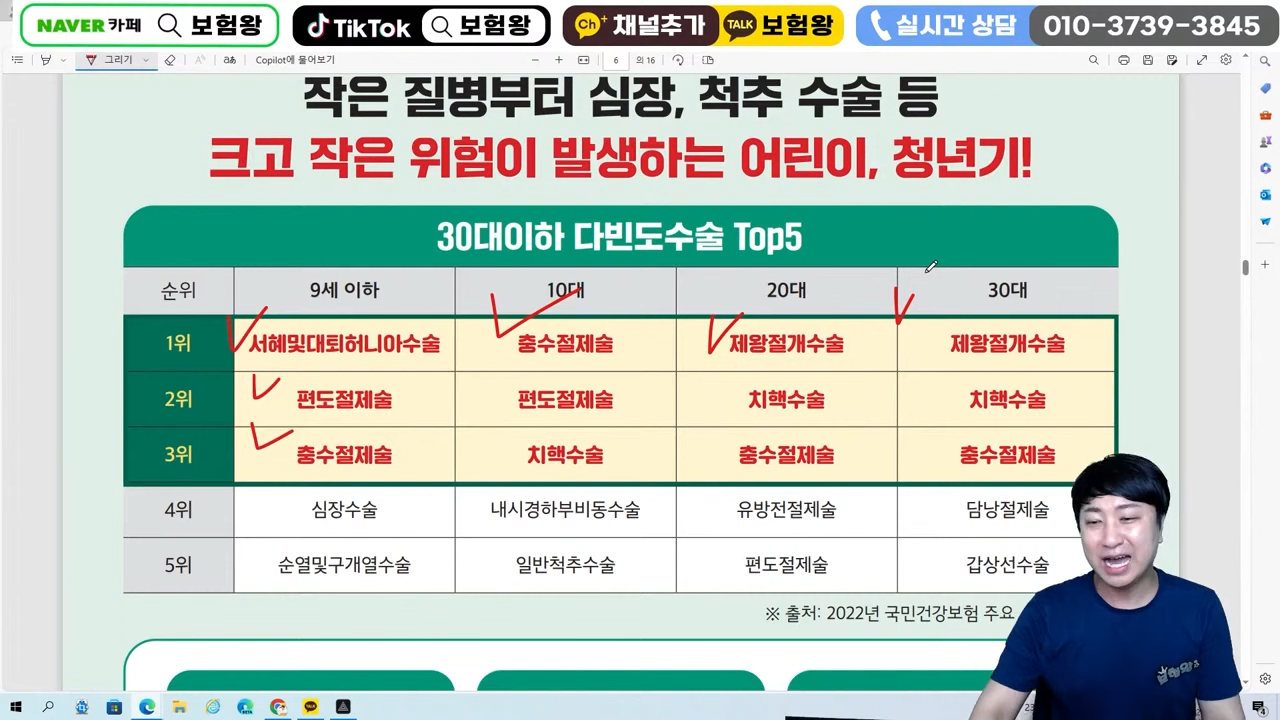 NAVER 카페 보험왕 TikTok 보험왕 Ch+ 채널추가 TALK 보험왕 실시간 상담 010-3739-3845
그리기 가あ Copilot에 물어보기 6 의 16
작은 질병부터 심장, 척추 수술 등
크고 작은 위험이 발생하는 어린이, 청년기!
30대이하 다빈도수술 Top5
순위 9세 이하 10대 20대 30대
1위 서혜및대퇴허니아수술 충수절제술 제왕절개수술 제왕절개수술
2위 편도절제술 편도절제술 치핵수술 치핵수술
3위 충수절제술 치핵수술 충수절제술 충수절제술
4위 심장수술 내시경하부비동수술 유방전절제술 담낭절제술
5위 순열및구개열수술 일반척추수술 편도절제술 갑상선수술
※ 출처: 2022년 국민건강보험 주요